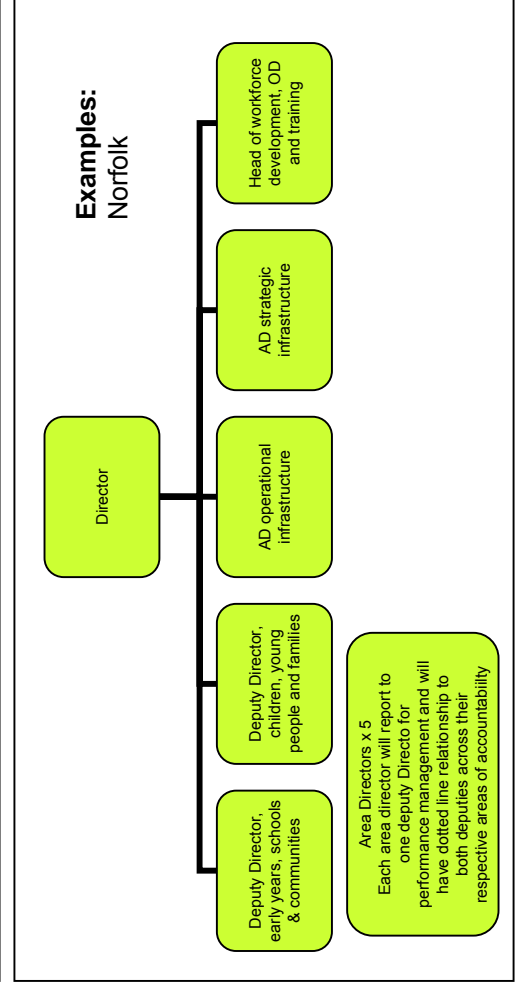 Examples:
Norfolk
Director
Deputy Director,
early years, schools
& communities
Deputy Director,
children, young
people and families
AD operational
infrastructure
AD strategic
infrastructure
Head of workforce
development, OD
and training
Area Directors x 5
Each area director will report to
one deputy Directo for
performance management and will
have dotted line relationship to
both deputies across their
respective areas of accountability